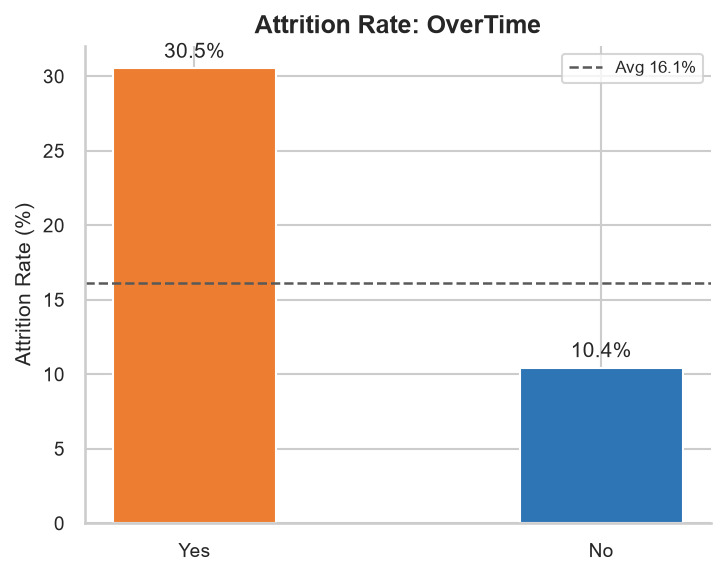 Attrition Rate: OverTime
30.5%
Avg 16.1%
30
25
20
15
10
5
0
Attrition Rate (%)
10.4%
Yes
No